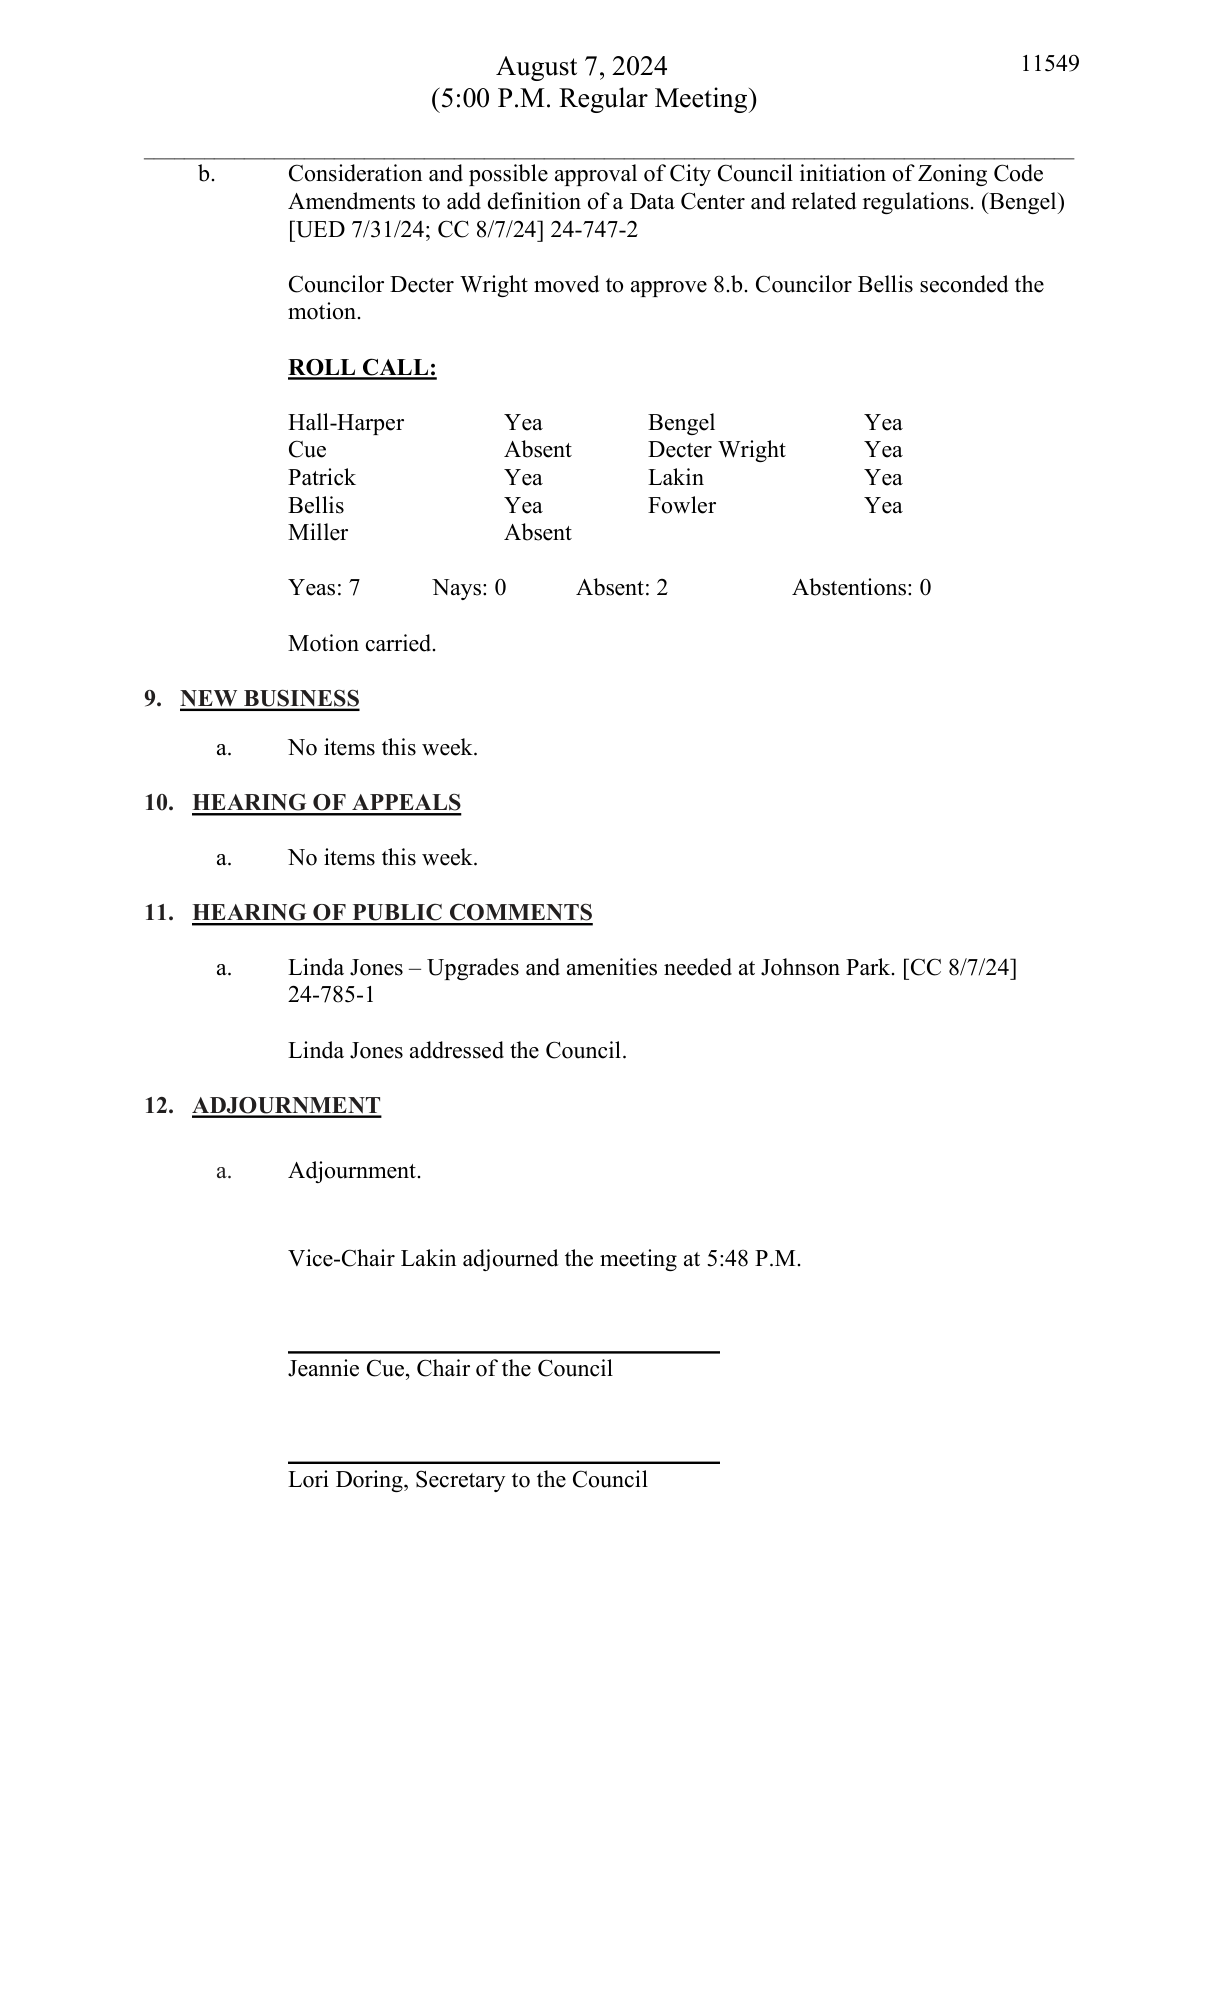 August 7, 2024
11549
(5:00 P.M. Regular Meeting)
b. Consideration and possible approval of City Council initiation of Zoning Code
Amendments to add definition of a Data Center and related regulations. (Bengel)
[UED 7/31/24; CC 8/7/24] 24-747-2
Councilor Decter Wright moved to approve 8.b. Councilor Bellis seconded the
motion.
ROLL CALL:
Hall-Harper Yea Bengel Yea
Cue Absent Decter Wright Yea
Patrick Yea Lakin Yea
Bellis Yea Fowler Yea
Miller Absent
Yeas: 7 Nays: 0 Absent: 2 Abstentions: 0
Motion carried.
9. NEW BUSINESS
a. No items this week.
10. HEARING OF APPEALS
a. No items this week.
11. HEARING OF PUBLIC COMMENTS
a. Linda Jones – Upgrades and amenities needed at Johnson Park. [CC 8/7/24]
24-785-1
Linda Jones addressed the Council.
12. ADJOURNMENT
a. Adjournment.
Vice-Chair Lakin adjourned the meeting at 5:48 P.M.
Jeannie Cue, Chair of the Council
Lori Doring, Secretary to the Council